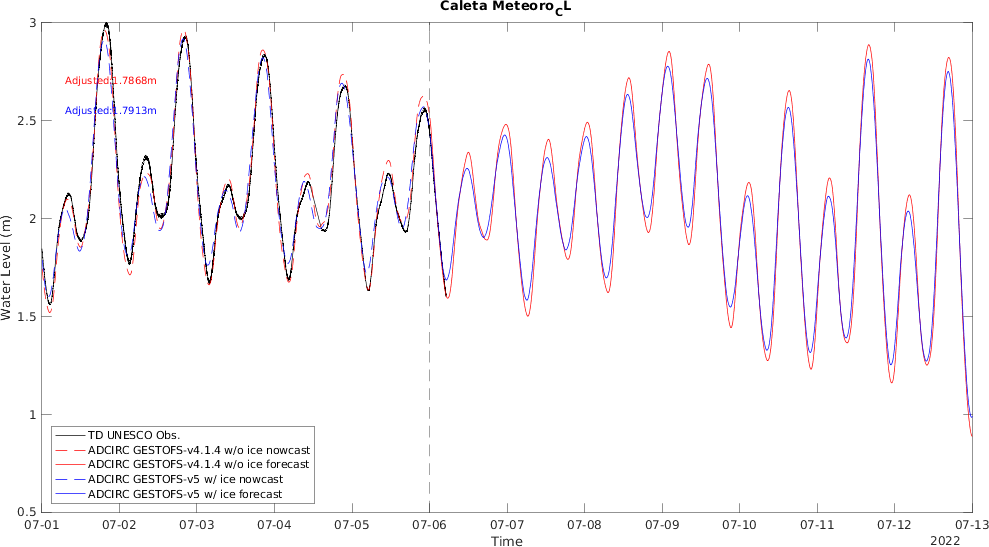 Caleta Meteoro_CL
Water Level (m)
3
2.5
2
1.5
1
0.5
Adjusted:1.7868m
Adjusted:1.7913m
TD UNESCO Obs.
ADCIRC GESTOFS-v4.1.4 w/o ice nowcast
ADCIRC GESTOFS-v4.1.4 w/o ice forecast
ADCIRC GESTOFS-v5 w/ ice nowcast
ADCIRC GESTOFS-v5 w/ ice forecast
07-01 07-02 07-03 07-04 07-05 07-06 07-07 07-08 07-09 07-10 07-11 07-12 07-13
Time
2022